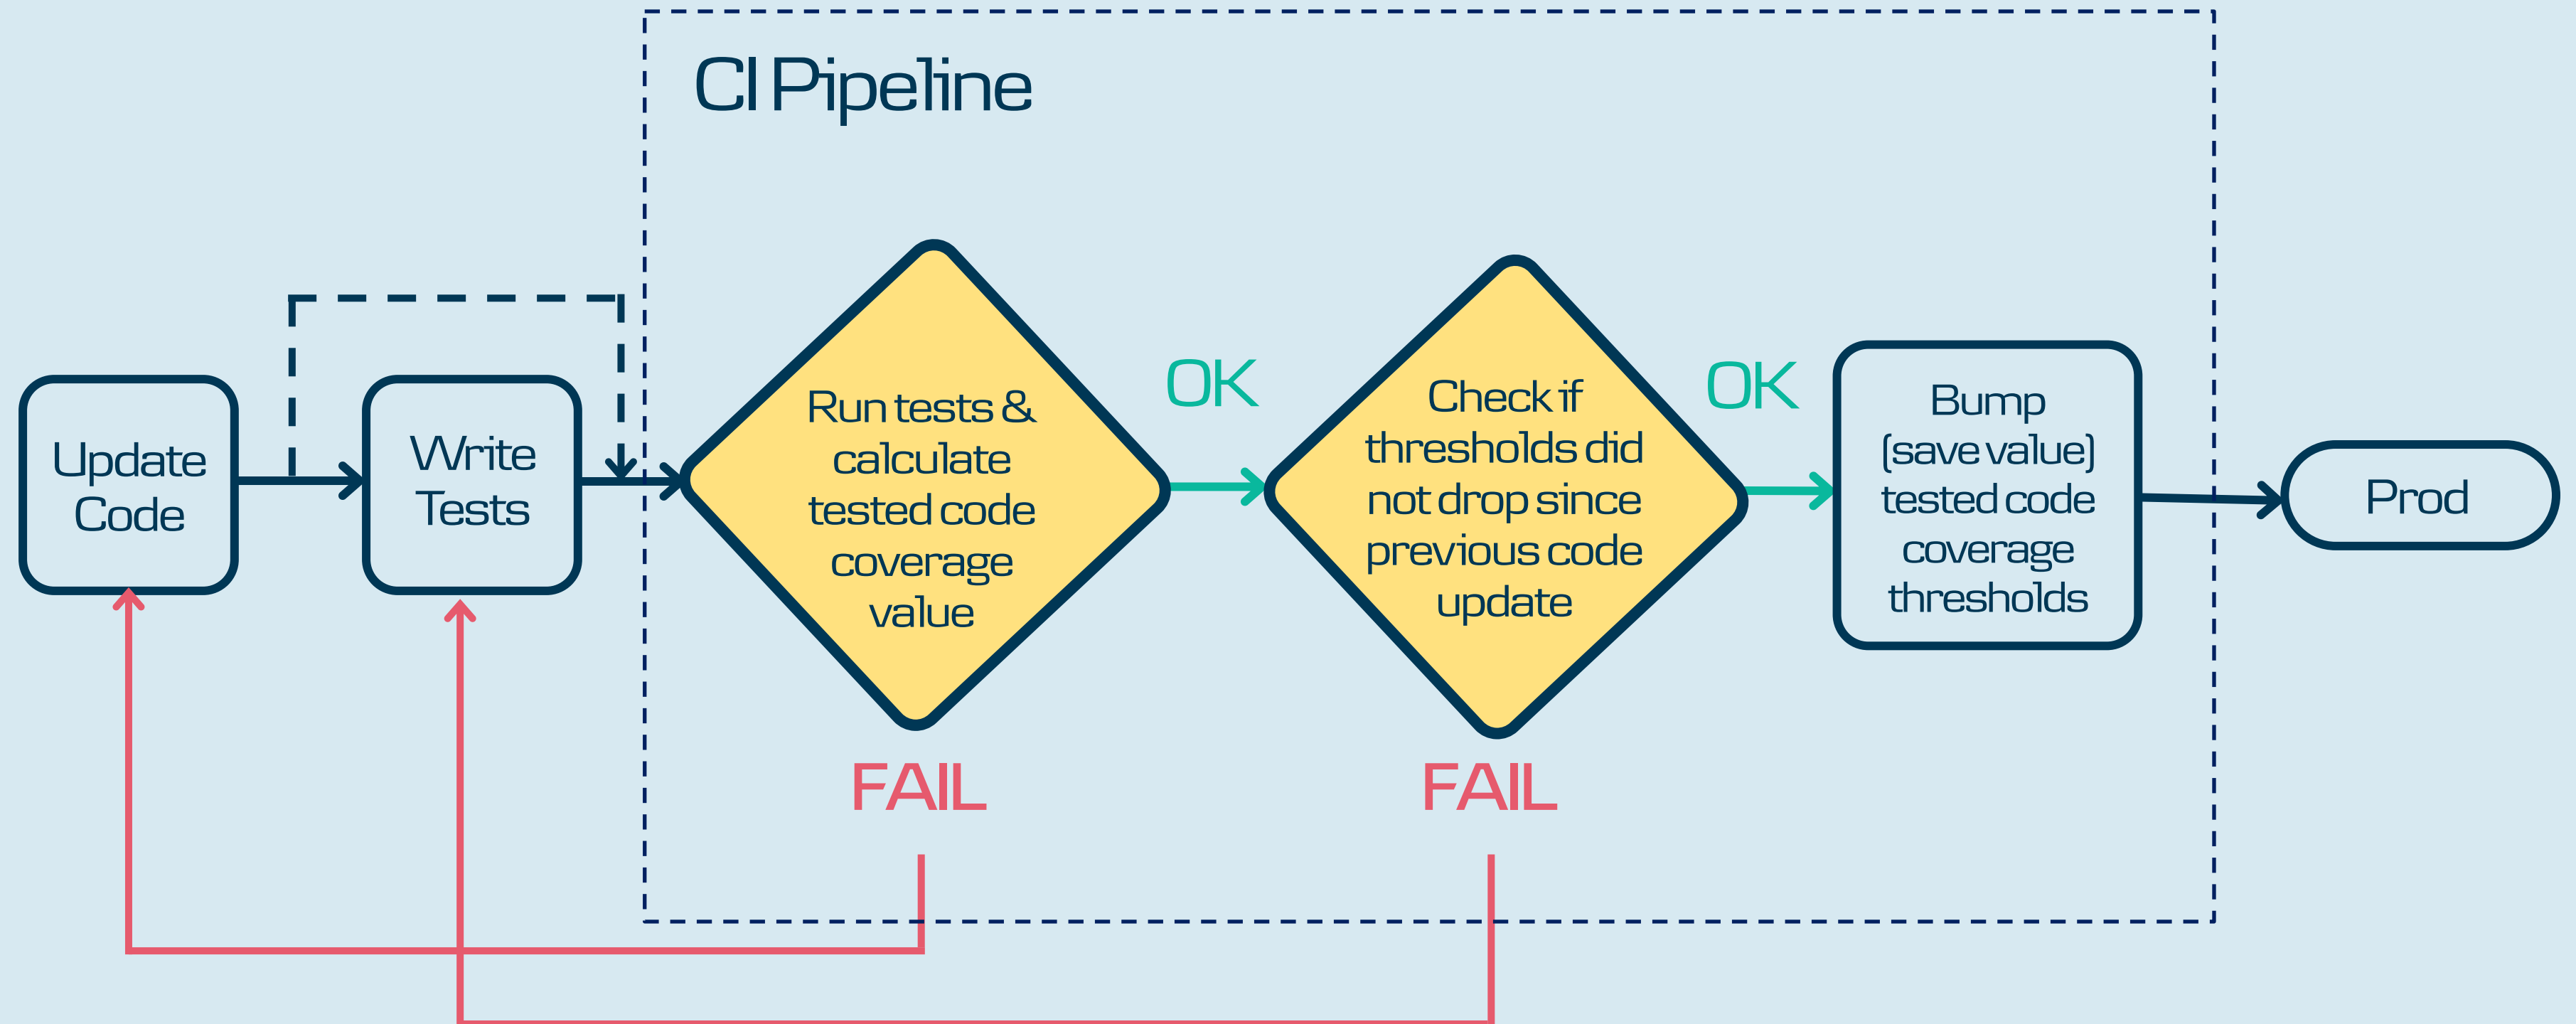 CI Pipeline
Update
Code
Write
Tests
Run tests &
calculate
tested code
coverage
value
OK
FAIL
Check if
thresholds did
not drop since
previous code
update
OK
FAIL
Bump
(save value)
tested code
coverage
thresholds
Prod